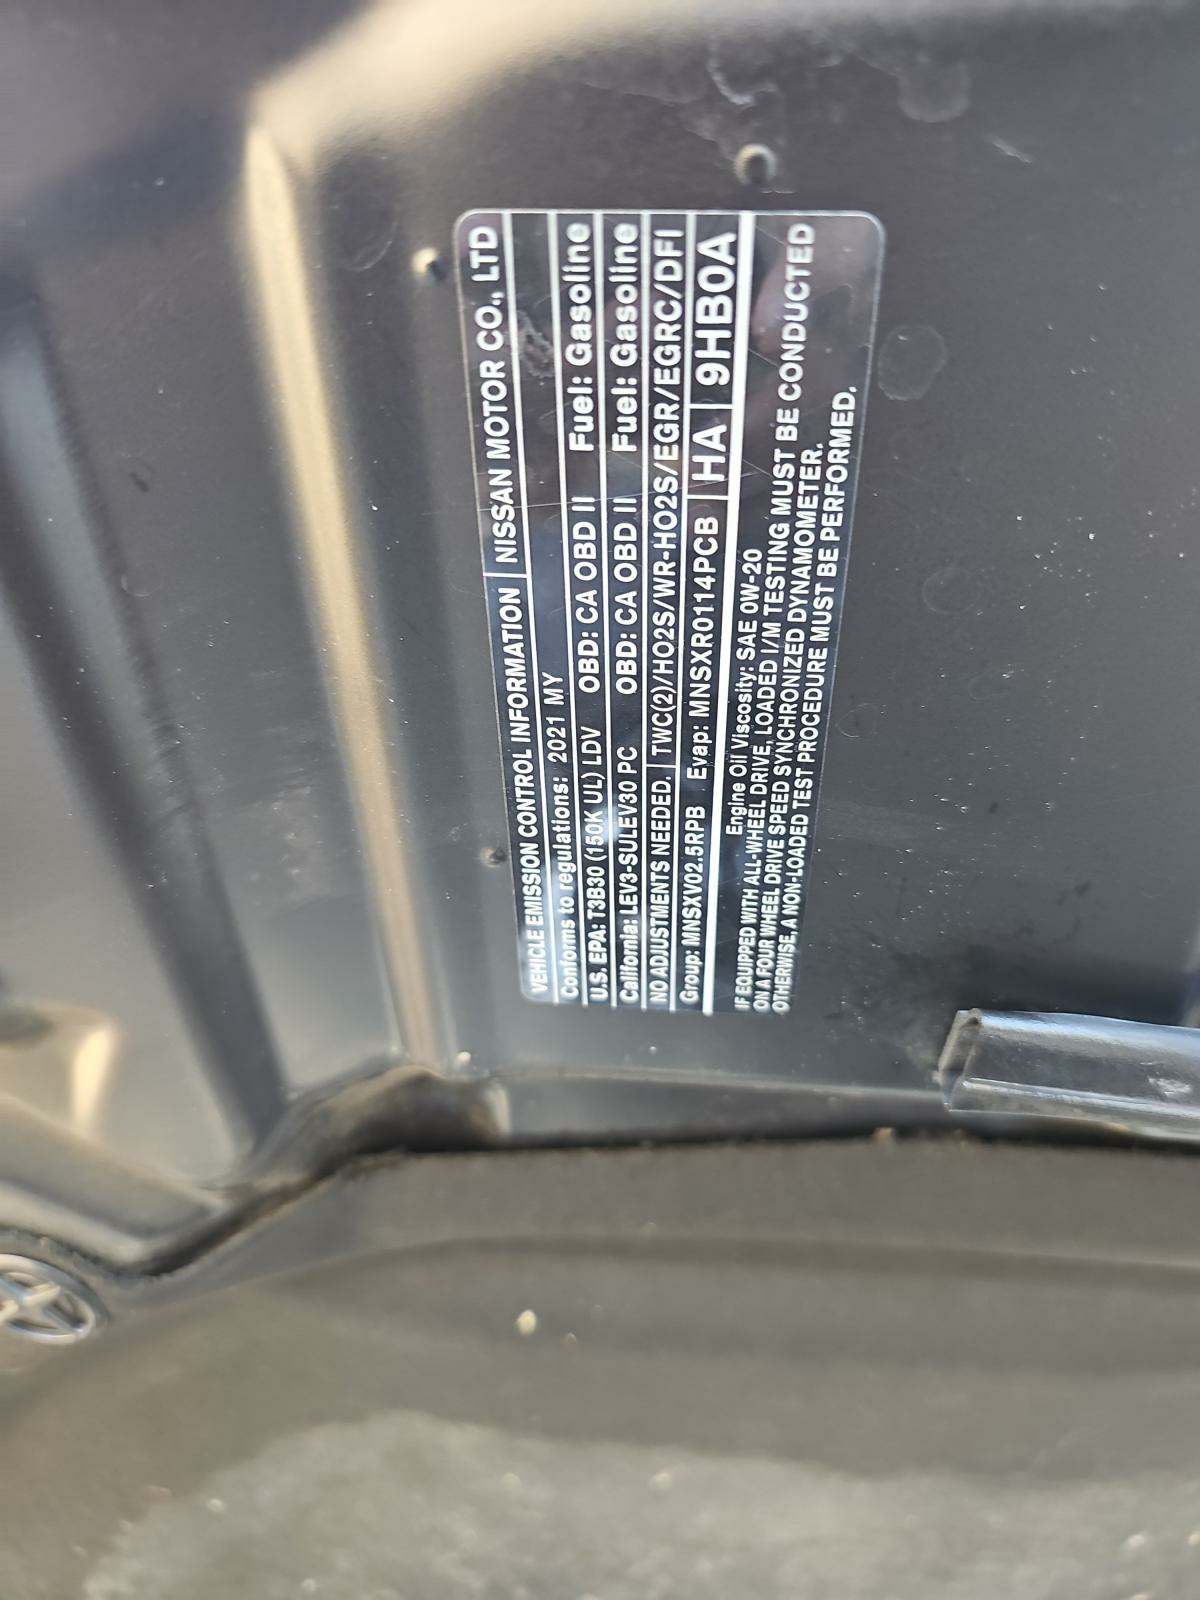 VEHICLE EMISSION CONTROL INFORMATION NISSAN MOTOR CO., LTD
Conforms to regulations: 2021 MY
U.S. EPA: T3B30 (150K UL) LDV OBD: CA OBD II Fuel: Gasoline
California: LEV3-SULEV30 PC OBD: CA OBD II Fuel: Gasoline
NO ADJUSTMENTS NEEDED. TWC(2)/HO2S/WR-HO2S/EGR/EGRC/DFI
Group: MNSXV02.5RPB Evap: MNSXR0114PCB HA 9HB0A
Engine Oil Viscosity: SAE 0W-20
IF EQUIPPED WITH ALL-WHEEL DRIVE, LOADED I/M TESTING MUST BE CONDUCTED
ON A FOUR WHEEL DRIVE SPEED SYNCHRONIZED DYNAMOMETER.
OTHERWISE, A NON-LOADED TEST PROCEDURE MUST BE PERFORMED.